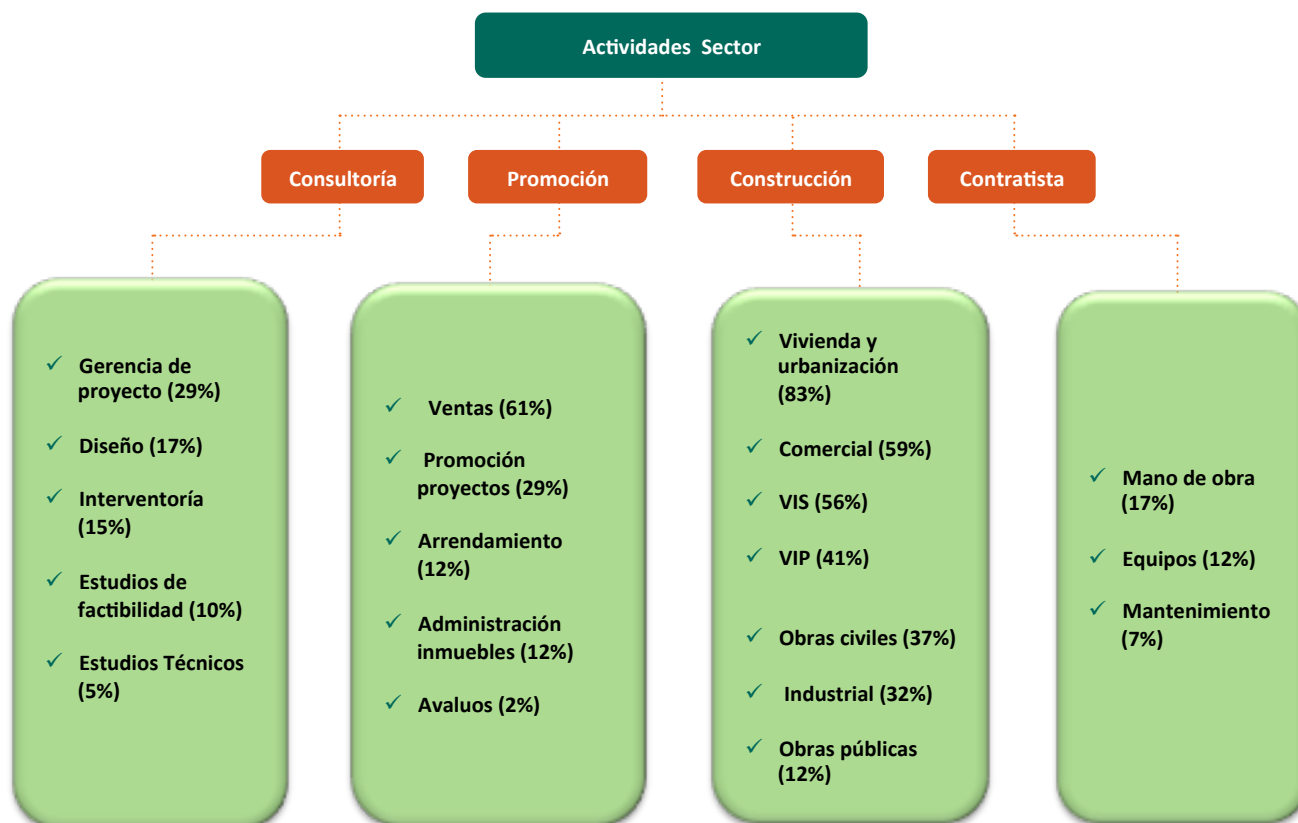 Actividades Sector
Consultoría
Promoción
Construcción
Contratista
Gerencia de
proyecto (29%)
Diseño (17%)
Interventoría
(15%)
Estudios de
factibilidad (10%)
Estudios Técnicos
(5%)
Ventas (61%)
Promoción
proyectos (29%)
Arrendamiento
(12%)
Administración
inmuebles (12%)
Avaluos (2%)
Vivienda y
urbanización
(83%)
Comercial (59%)
VIS (56%)
VIP (41%)
Obras civiles (37%)
Industrial (32%)
Obras públicas
(12%)
Mano de obra
(17%)
Equipos (12%)
Mantenimiento
(7%)